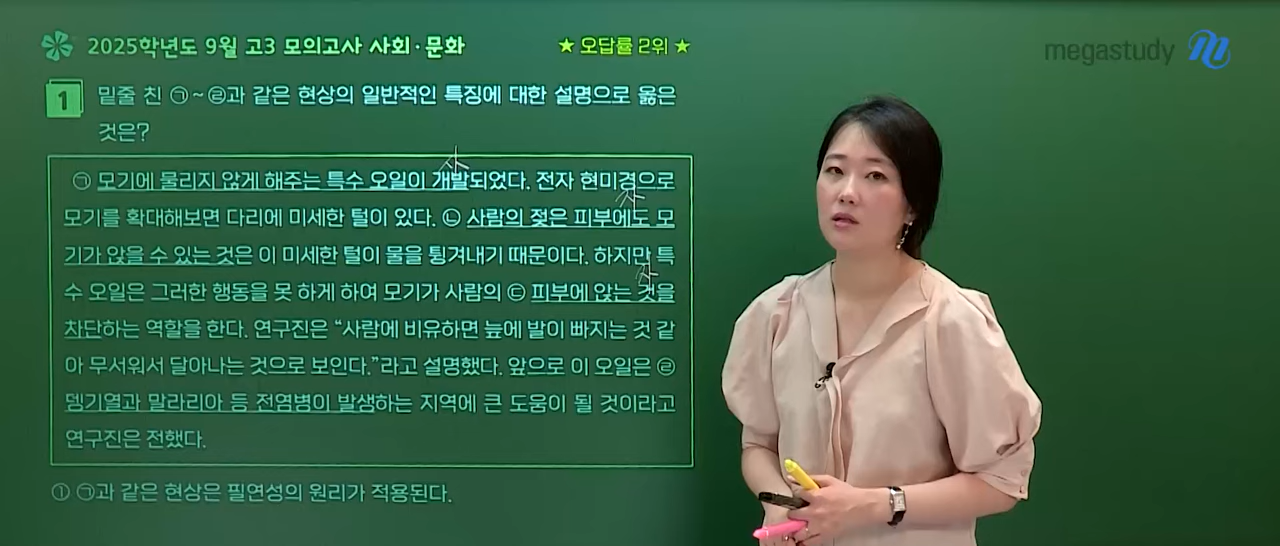 2025학년도 9월 고3 모의고사 사회·문화
★ 오답률 2위 ★
megastudy
1
밑줄 친 ㉠~㉣과 같은 현상의 일반적인 특징에 대한 설명으로 옳은
것은?
㉠ 모기에 물리지 않게 해주는 특수 오일이 개발되었다. 전자 현미경으로
모기를 확대해보면 다리에 미세한 털이 있다. ㉡ 사람의 젖은 피부에도 모
기가 앉을 수 있는 것은 이 미세한 털이 물을 튕겨내기 때문이다. 하지만 특
수 오일은 그러한 행동을 못 하게 하여 모기가 사람의 ㉢ 피부에 앉는 것을
차단하는 역할을 한다. 연구진은 “사람에 비유하면 늪에 발이 빠지는 것 같
아 무서워서 달아나는 것으로 보인다.”라고 설명했다. 앞으로 이 오일은 ㉣
뎅기열과 말라리아 등 전염병이 발생하는 지역에 큰 도움이 될 것이라고
연구진은 전했다.
① ㉠과 같은 현상은 필연성의 원리가 적용된다.